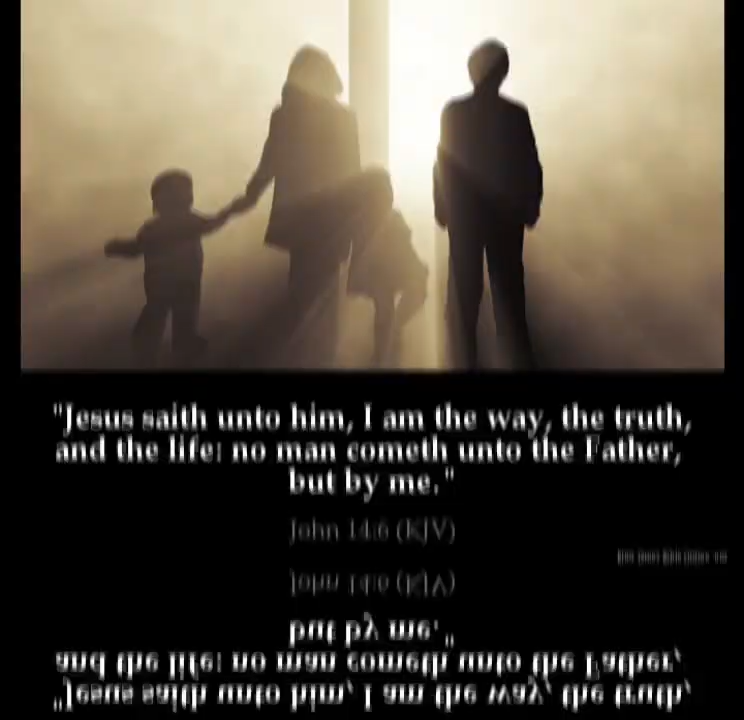 "Jesus saith unto him, I am the way, the truth,
and the life: no man cometh unto the Father,
but by me."
John 14:6 (KJV)